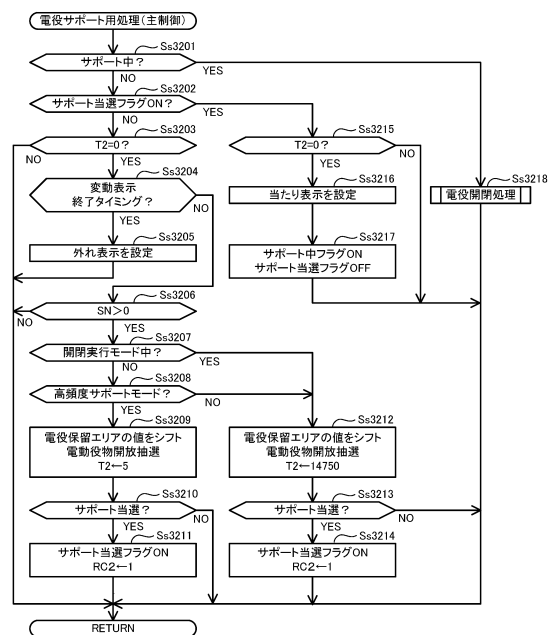 電役サポート用処理(主制御)
Ss3201
サポート中？
YES
NO
Ss3202
サポート当選フラグON？
YES
NO
Ss3203
T2=0？
NO
YES
Ss3204
変動表示
終了タイミング？
NO
YES
Ss3205
外れ表示を設定
Ss3215
T2=0？
NO
YES
Ss3216
当たり表示を設定
Ss3217
サポート中フラグON
サポート当選フラグOFF
Ss3218
電役開閉処理
Ss3206
SN＞0
NO
YES
Ss3207
開閉実行モード中？
YES
NO
Ss3208
高頻度サポートモード？
NO
YES
Ss3209
電役保留エリアの値をシフト
電動役物開放抽選
T2←5
Ss3212
電役保留エリアの値をシフト
電動役物開放抽選
T2←14750
Ss3210
サポート当選？
NO
YES
Ss3213
サポート当選？
NO
YES
Ss3211
サポート当選フラグON
RC2←1
Ss3214
サポート当選フラグON
RC2←1
RETURN